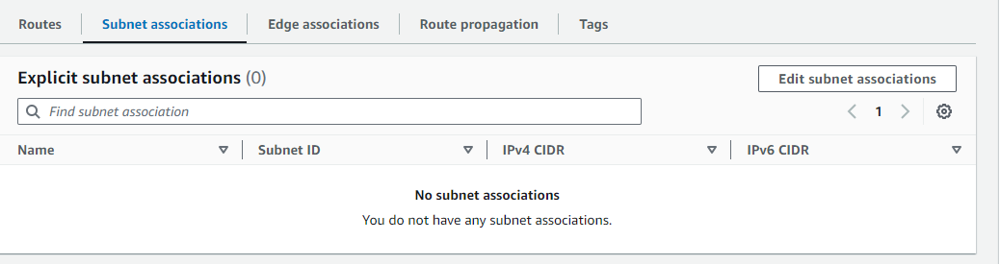 Routes Subnet associations Edge associations Route propagation Tags
Explicit subnet associations (0)
Edit subnet associations
Find subnet association
1
Name Subnet ID IPv4 CIDR IPv6 CIDR
No subnet associations
You do not have any subnet associations.